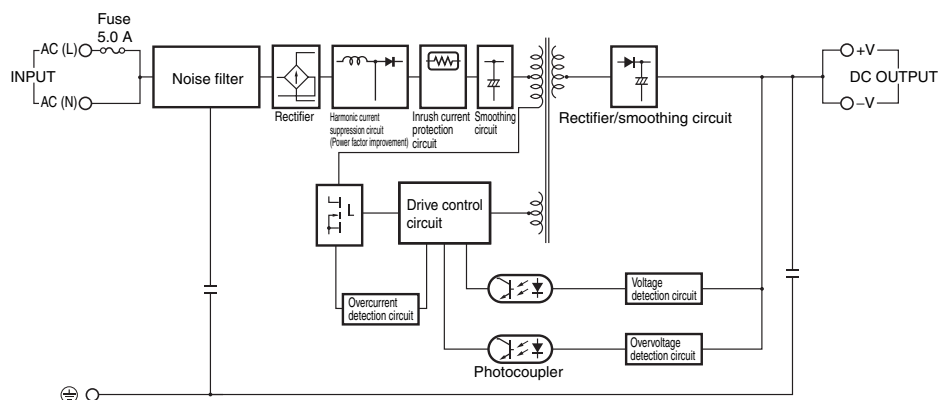 Fuse
5.0 A
AC (L)
INPUT
AC (N)
Noise filter
Rectifier
Harmonic current
suppression circuit
(Power factor improvement)
Inrush current
protection
circuit
Smoothing
circuit
Rectifier/smoothing circuit
+V
DC OUTPUT
–V
Drive control
circuit
Overcurrent
detection circuit
Voltage
detection circuit
Overvoltage
detection circuit
Photocoupler